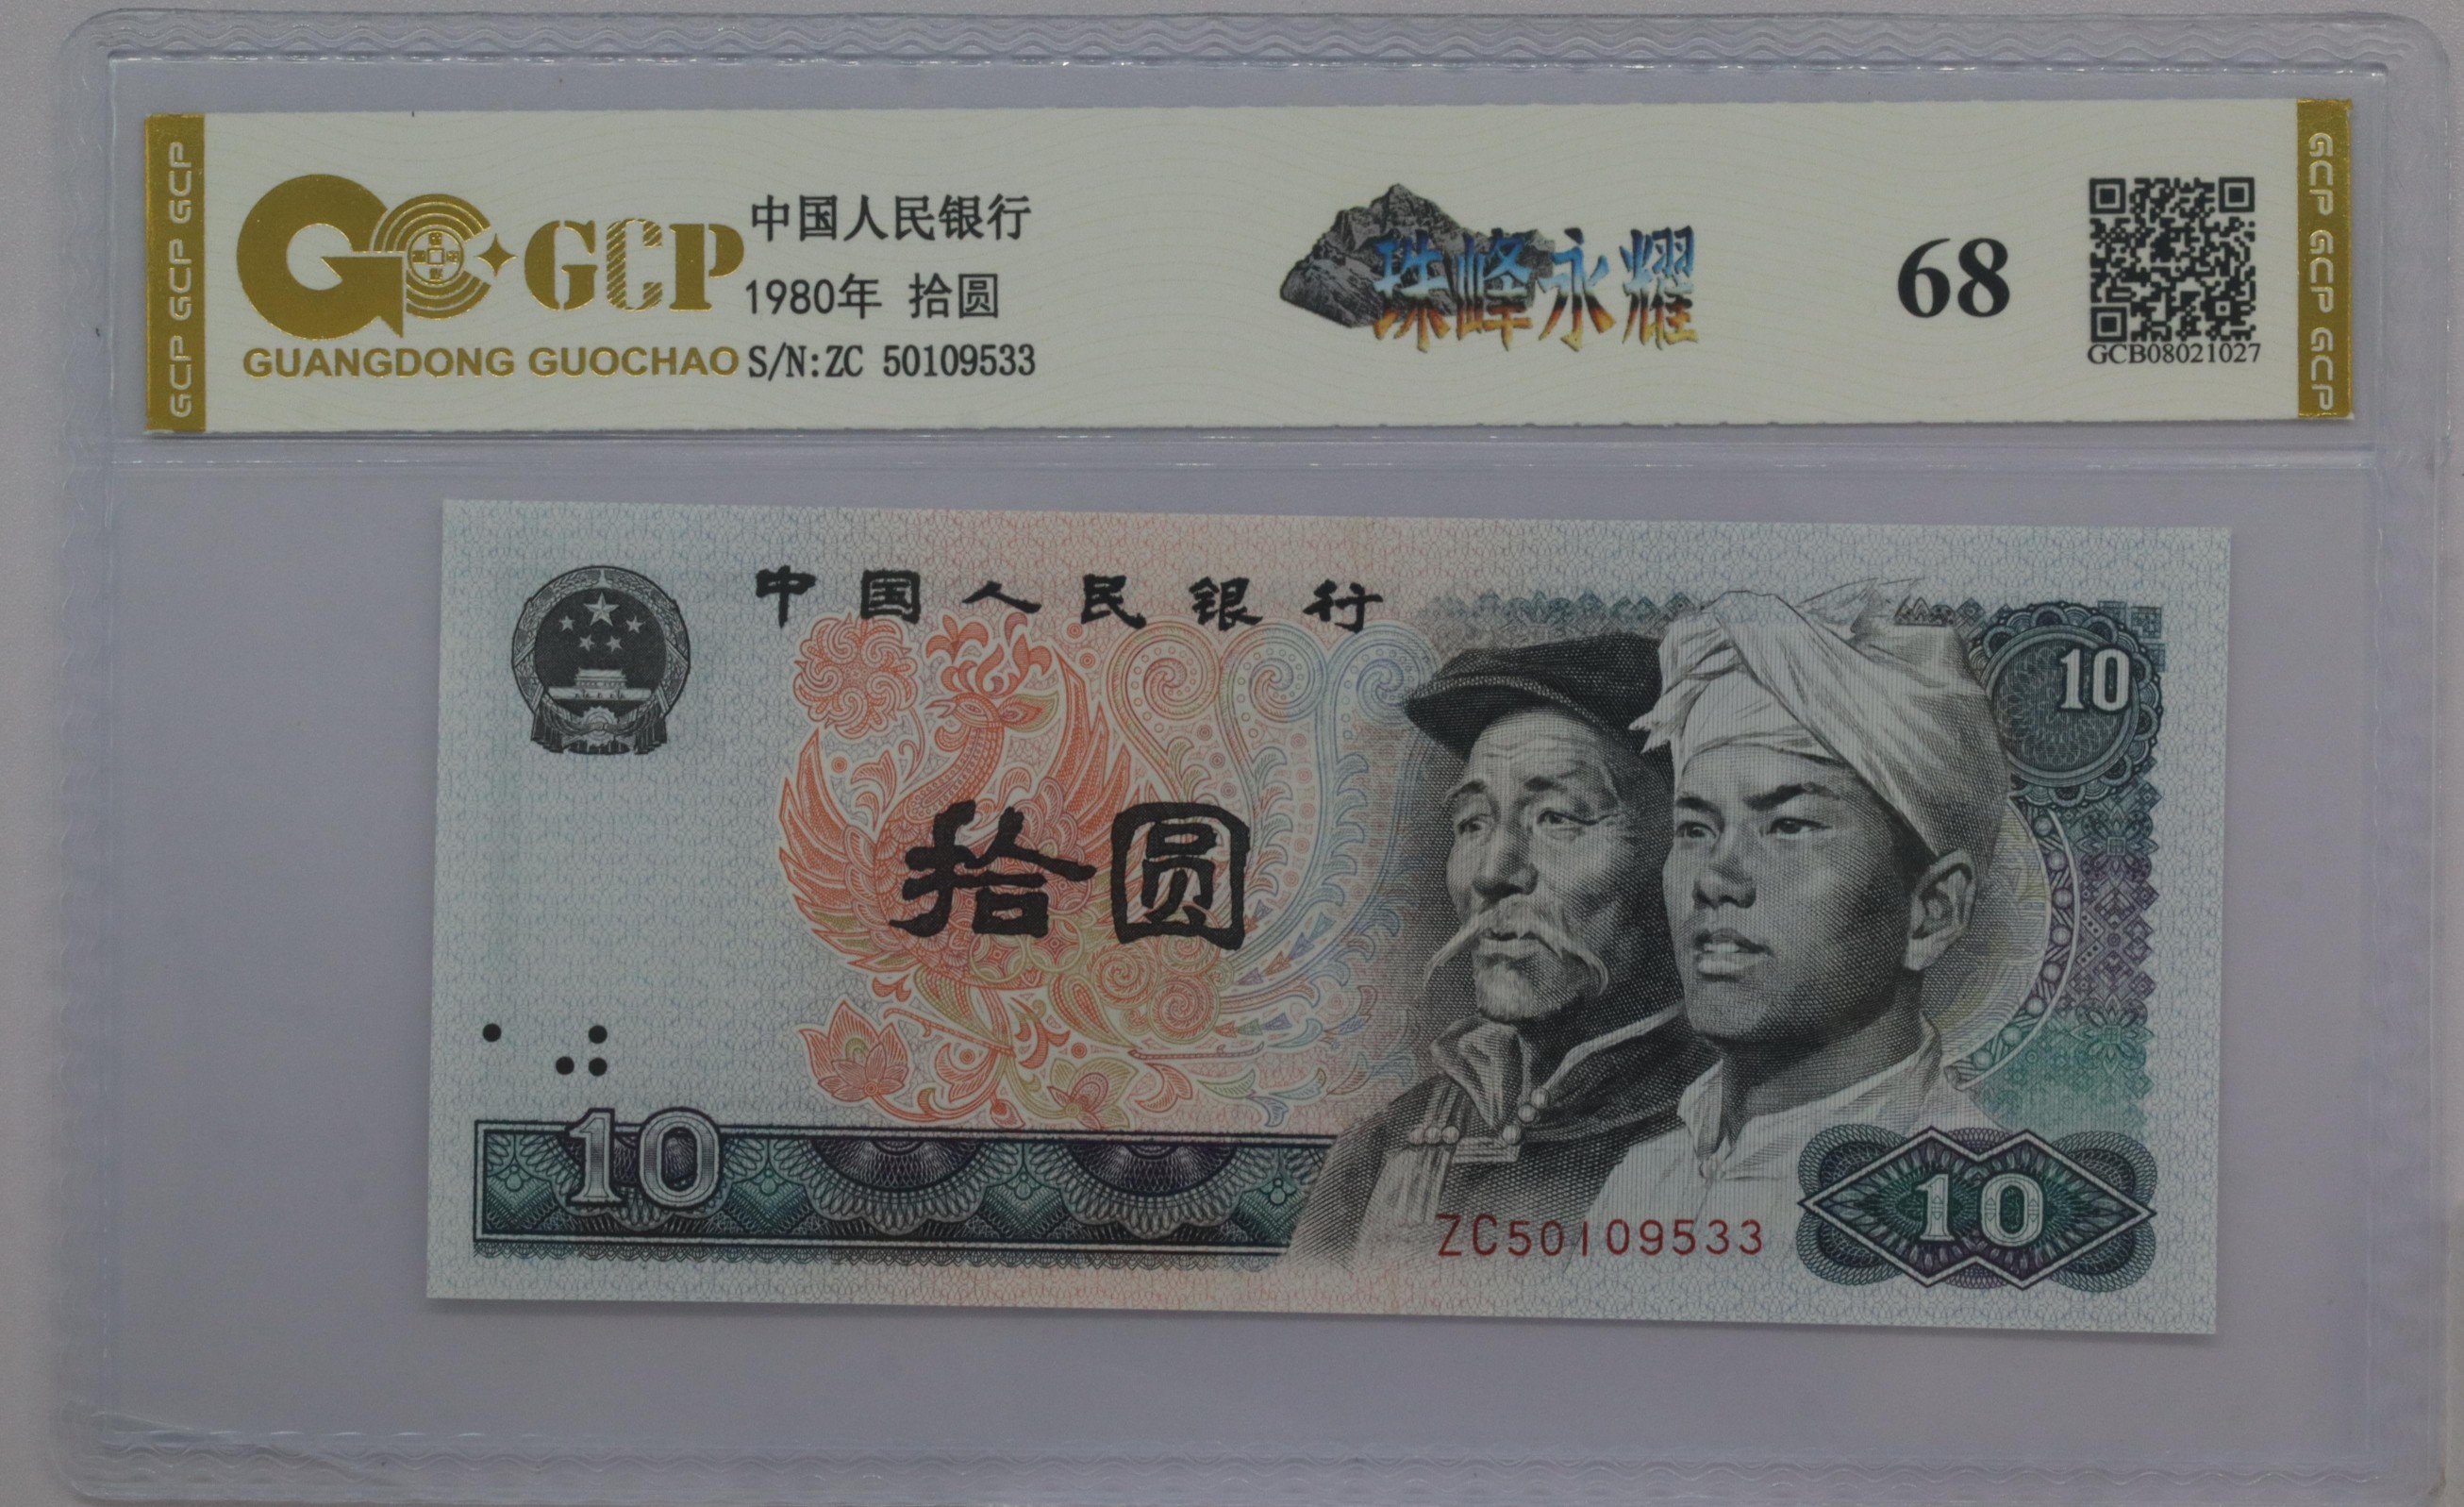 GCP GCP GCP
GCP
GUANGDONG GUOCHAO
中国人民银行
1980年 拾圆
S/N:ZC 50109533
珠峰永耀
68
GCB08021027
GCP GCP GCP
中国人民银行
10
拾圆
10
ZC50109533
10